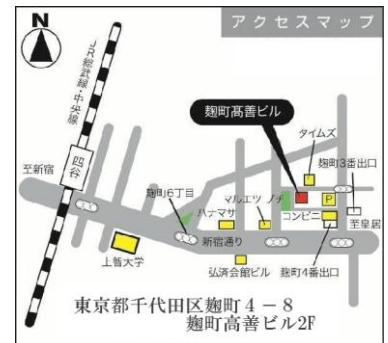 アクセスマップ
N
JR総武線・中央線
麹町髙善ビル
タイムズ
麹町3番出口
至新宿
四谷
麹町6丁目
ハナマサ
マルエツ プチ
P
コンビニ
至皇居
新宿通り
上智大学
弘済会館ビル
麹町4番出口
東京都千代田区麹町4－8
麹町高善ビル2F